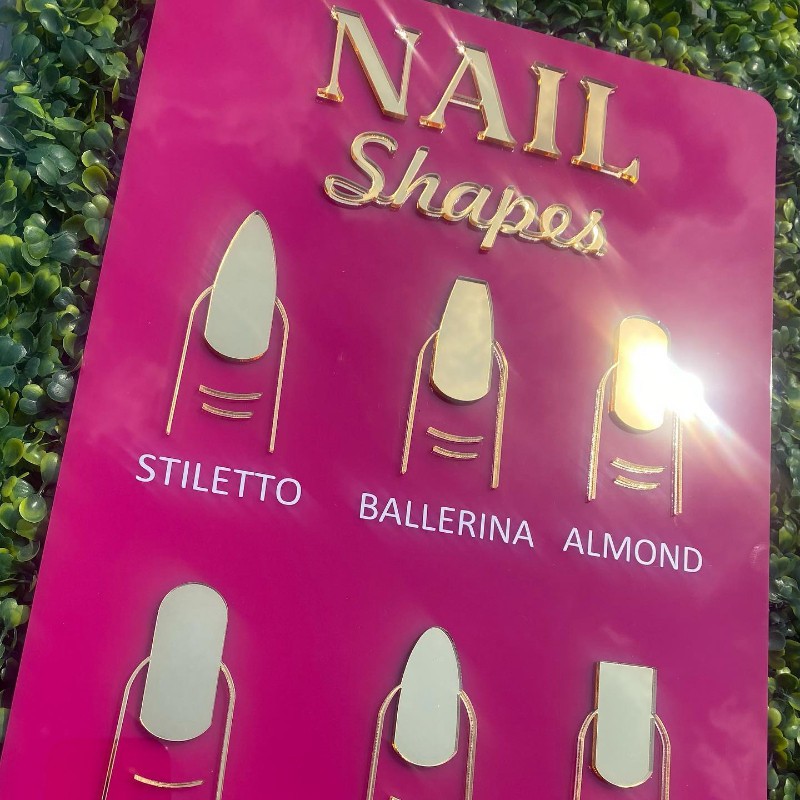 NAIL
Shapes
STILETTO
BALLERINA
ALMOND